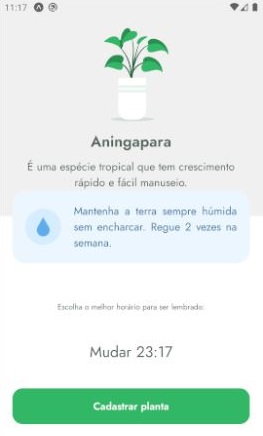 11:17
Aningapara
É uma espécie tropical que tem crescimento
rápido e fácil manuseio.
Mantenha a terra sempre húmida
sem encharcar. Regue 2 vezes na
semana.
Escolha o melhor horário para ser lembrado:
Mudar 23:17
Cadastrar planta